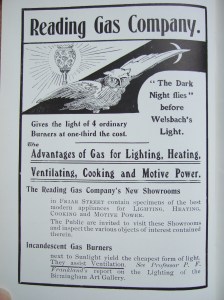 Reading Gas Company.
"The Dark
Night flies"
before
Welsbach's
Light.
Gives the light of 4 ordinary
Burners at one-third the cost.
The
Advantages of Gas for Lighting, Heating,
Ventilating, Cooking and Motive Power.
The Reading Gas Company's New Showrooms
in FRIAR STREET contain specimens of the best
modern appliances for LIGHTING, HEATING,
COOKING and MOTIVE POWER.
The Public are invited to visit these Showrooms
and inspect the various objects of interest contained
therein.
Incandescent Gas Burners
next to Sunlight yield the cheapest form of light.
They assist Ventilation. See Professor P. F.
Frankland's report on the Lighting of the
Birmingham Art Gallery.